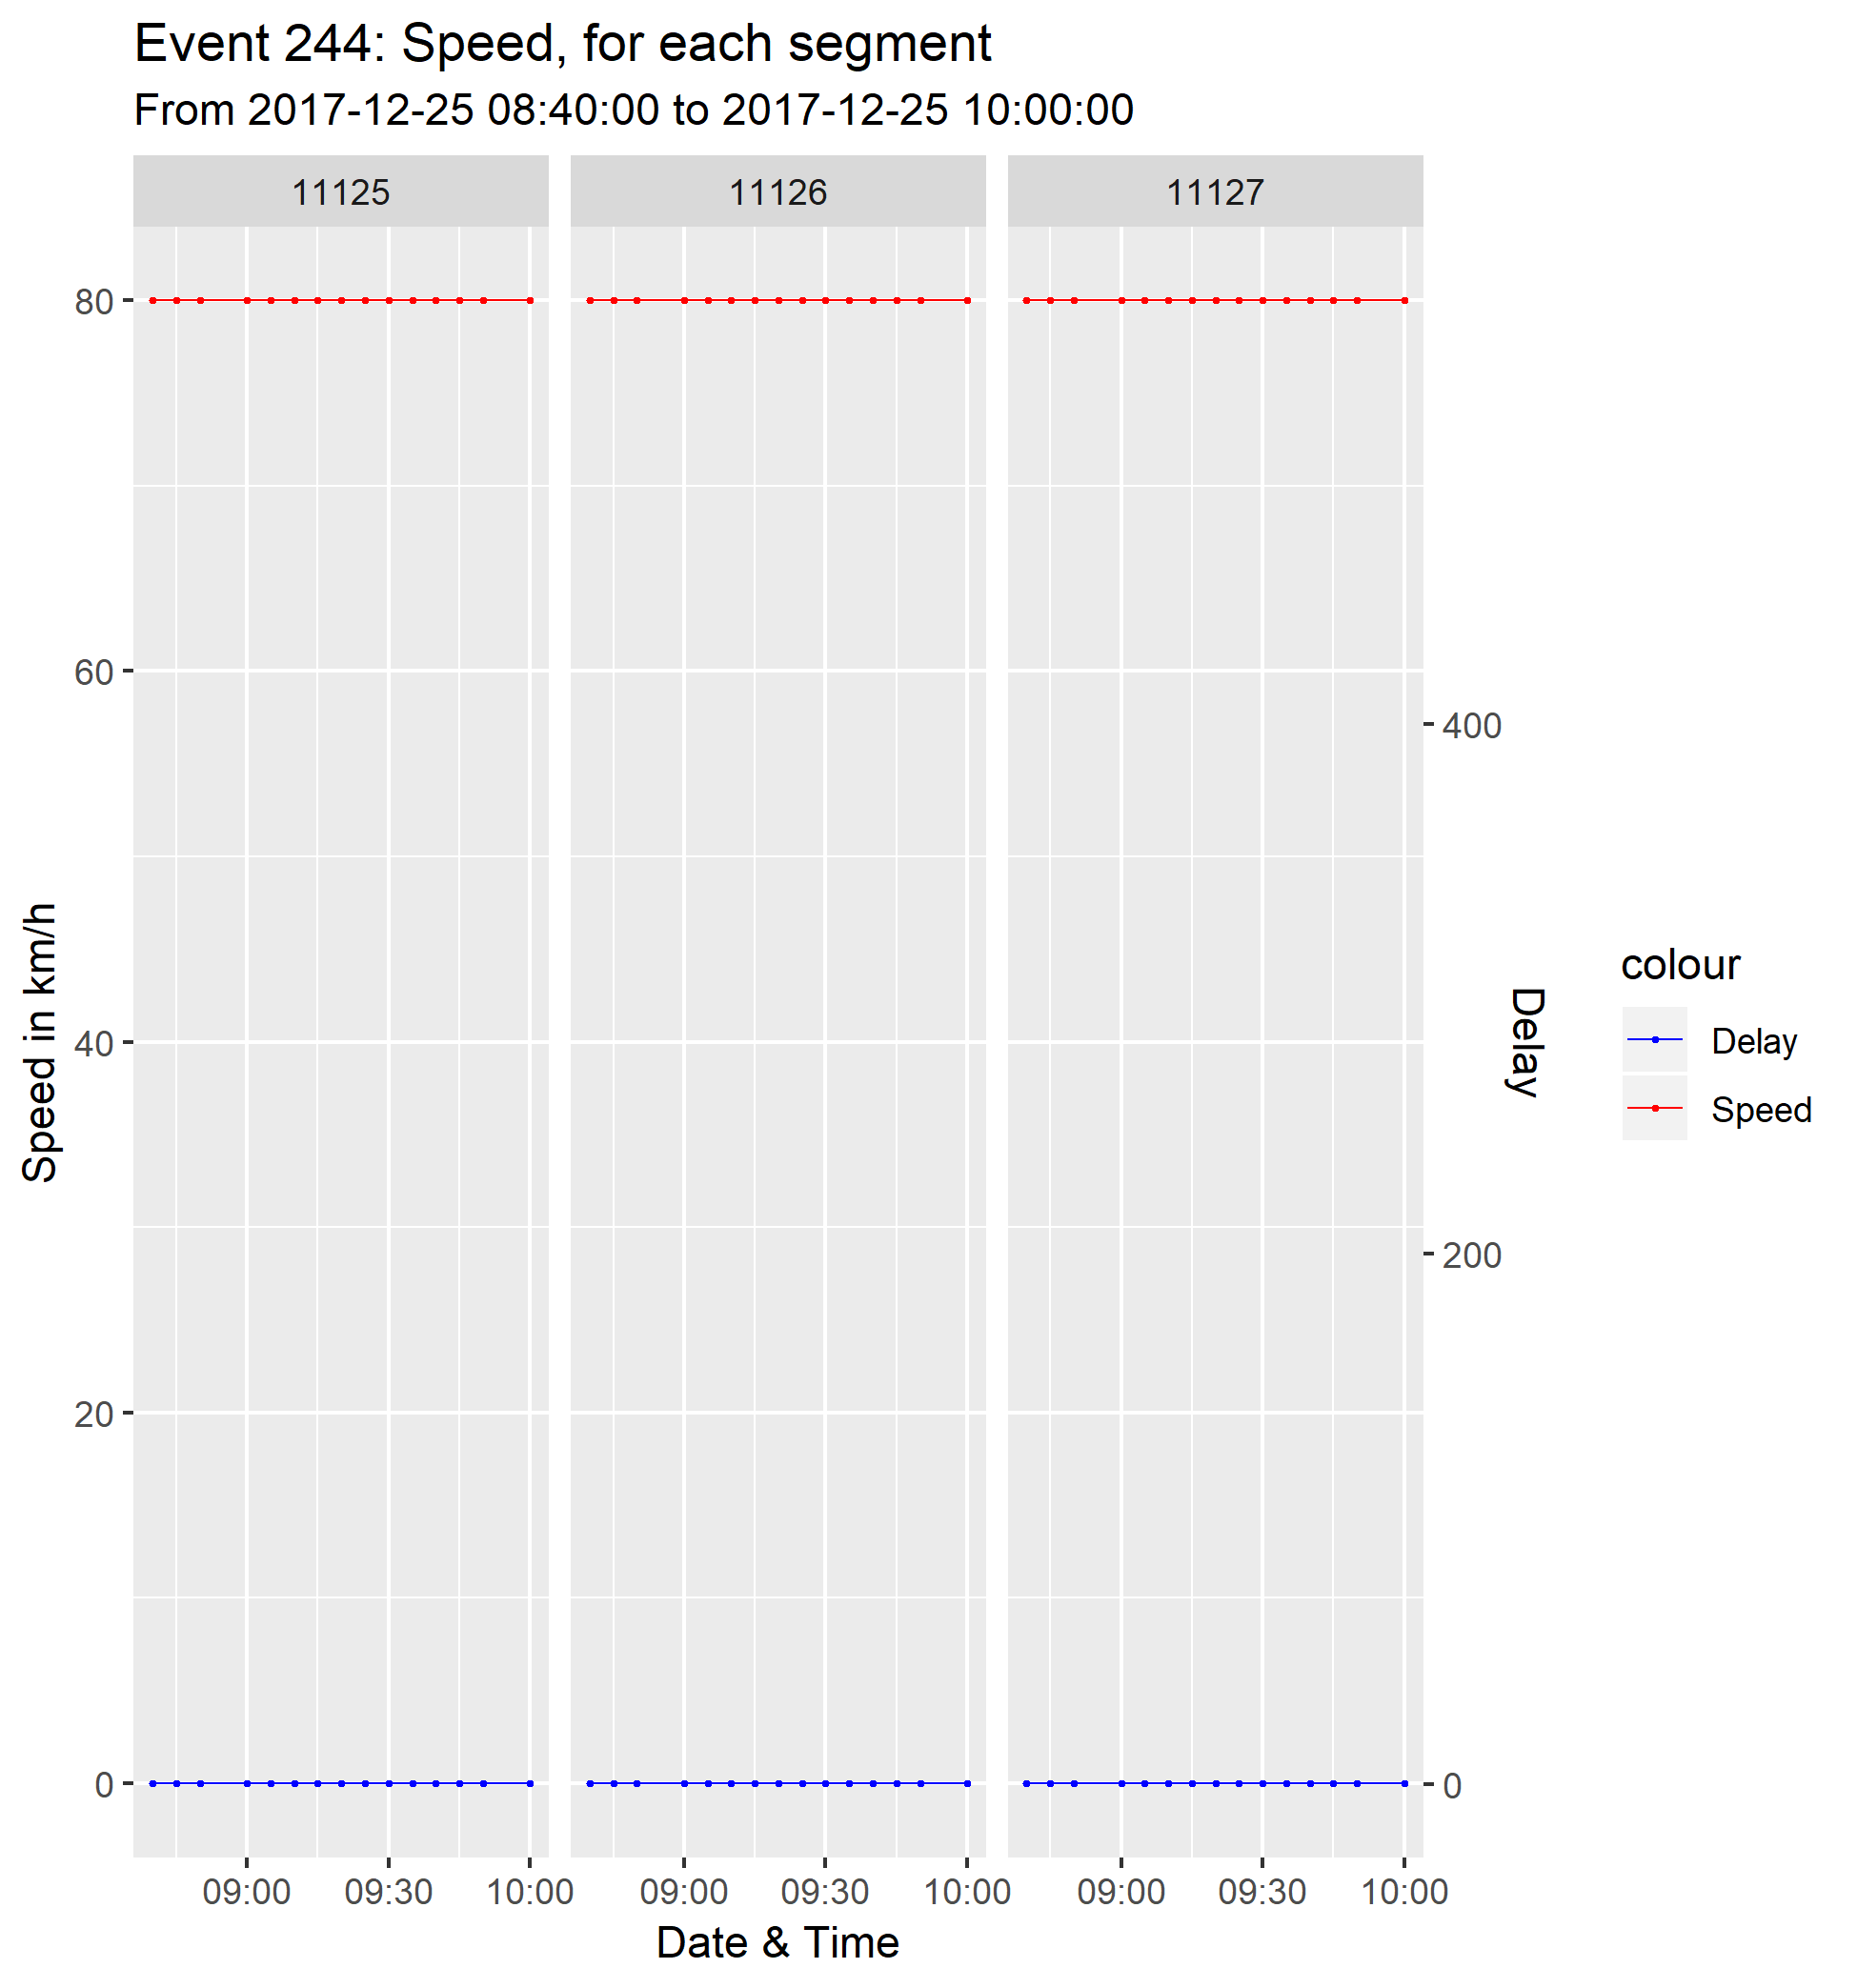 Event 244: Speed, for each segment
From 2017-12-25 08:40:00 to 2017-12-25 10:00:00
11125 11126 11127
80
60
40
20
0
Speed in km/h
400
200
0
Delay
colour
Delay
Speed
09:00 09:30 10:00 09:00 09:30 10:00 09:00 09:30 10:00
Date & Time